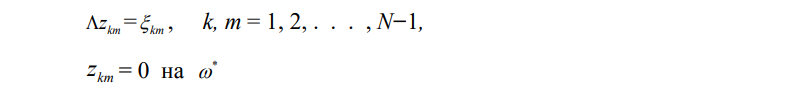 Λz_{km} = ξ_{km} ,   k, m = 1, 2, . . . , N−1,
z_{km} = 0 на ω^*